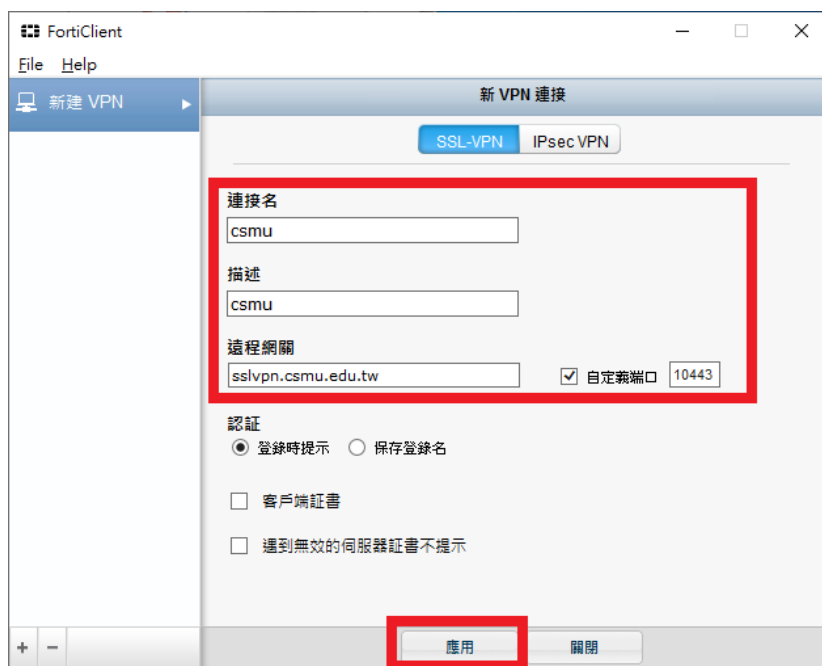 FortiClient
File Help
新建 VPN
新 VPN 連接
SSL-VPN IPsec VPN
連接名
csmu
描述
csmu
遠程網關
sslvpn.csmu.edu.tw 自定義端口 10443
認証
登錄時提示 保存登錄名
客戶端証書
遇到無效的伺服器証書不提示
+ − 應用 關閉